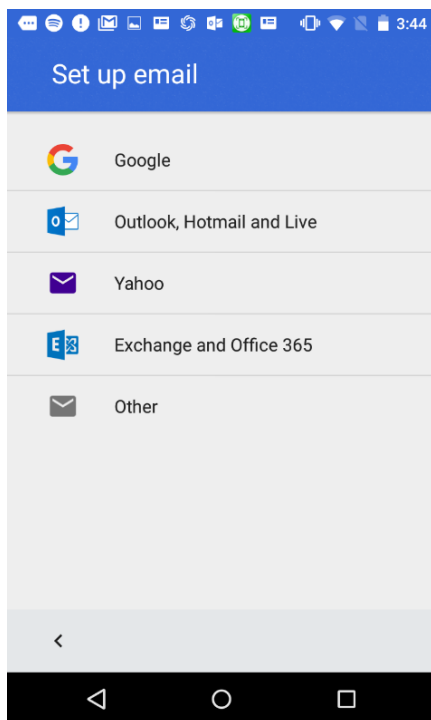 3:44
Set up email
Google
Outlook, Hotmail and Live
Yahoo
Exchange and Office 365
Other